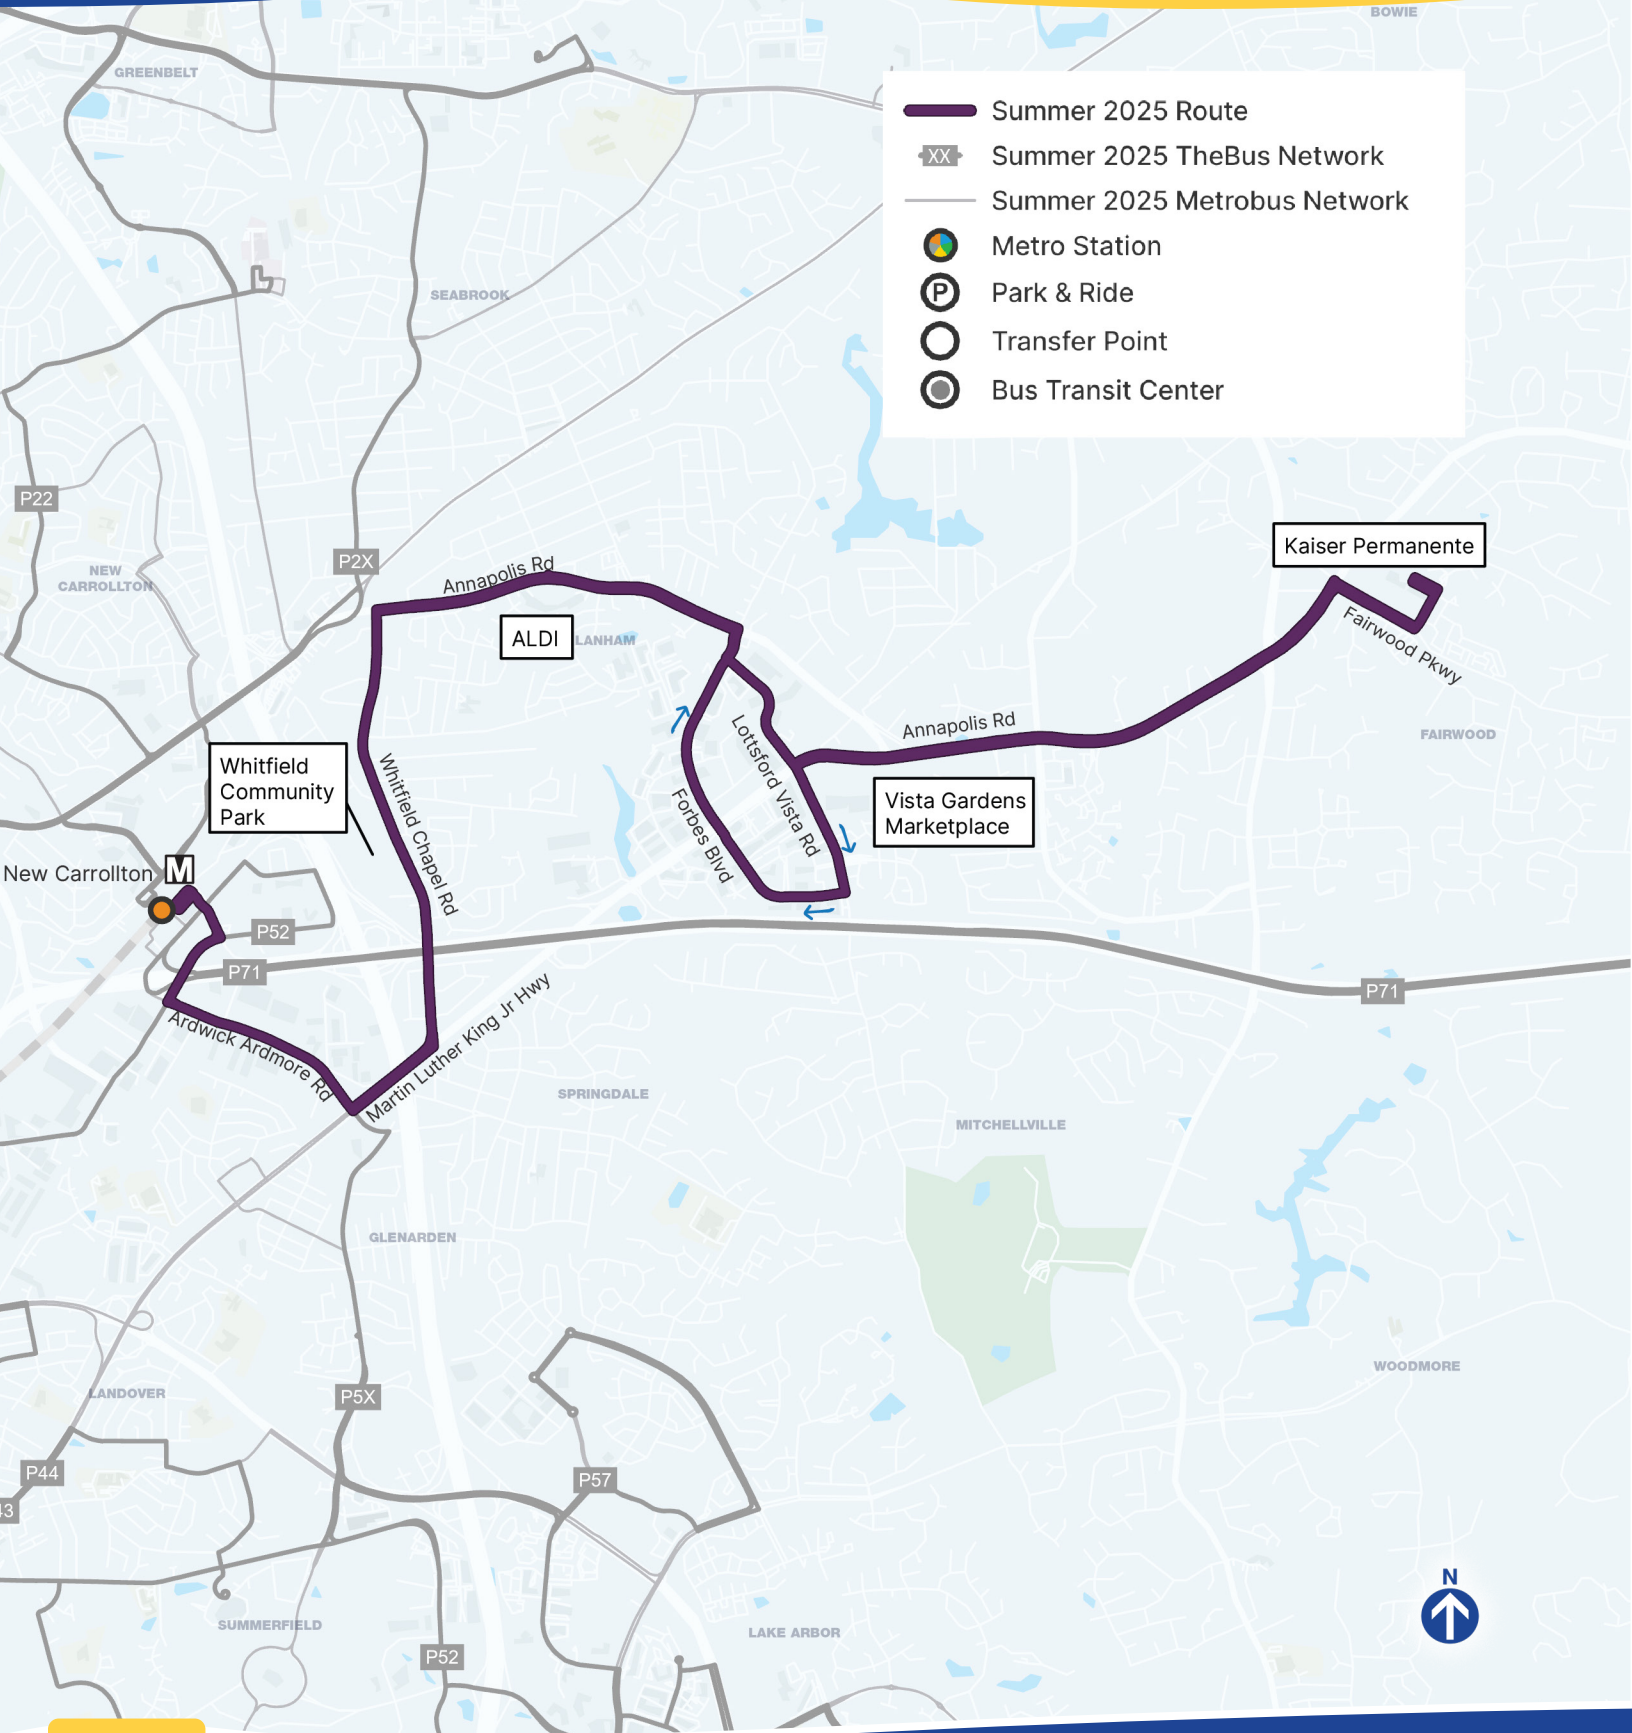 BOWIE
GREENBELT
Summer 2025 Route
XX
Summer 2025 TheBus Network
Summer 2025 Metrobus Network
Metro Station
P
Park & Ride
Transfer Point
Bus Transit Center
SEABROOK
P22
NEW
CARROLLTON
P2X
Annapolis Rd
ALDI
LANHAM
Kaiser Permanente
Fairwood Pkwy
FAIRWOOD
Annapolis Rd
Lottsford Vista Rd
Forbes Blvd
Vista Gardens
Marketplace
Whitfield
Community
Park
Whitfield Chapel Rd
New Carrollton
M
P52
P71
P71
Ardwick Ardmore Rd
Martin Luther King Jr Hwy
SPRINGDALE
MITCHELLVILLE
GLENARDEN
WOODMORE
LANDOVER
P5X
P44
P57
SUMMERFIELD
P52
LAKE ARBOR
N